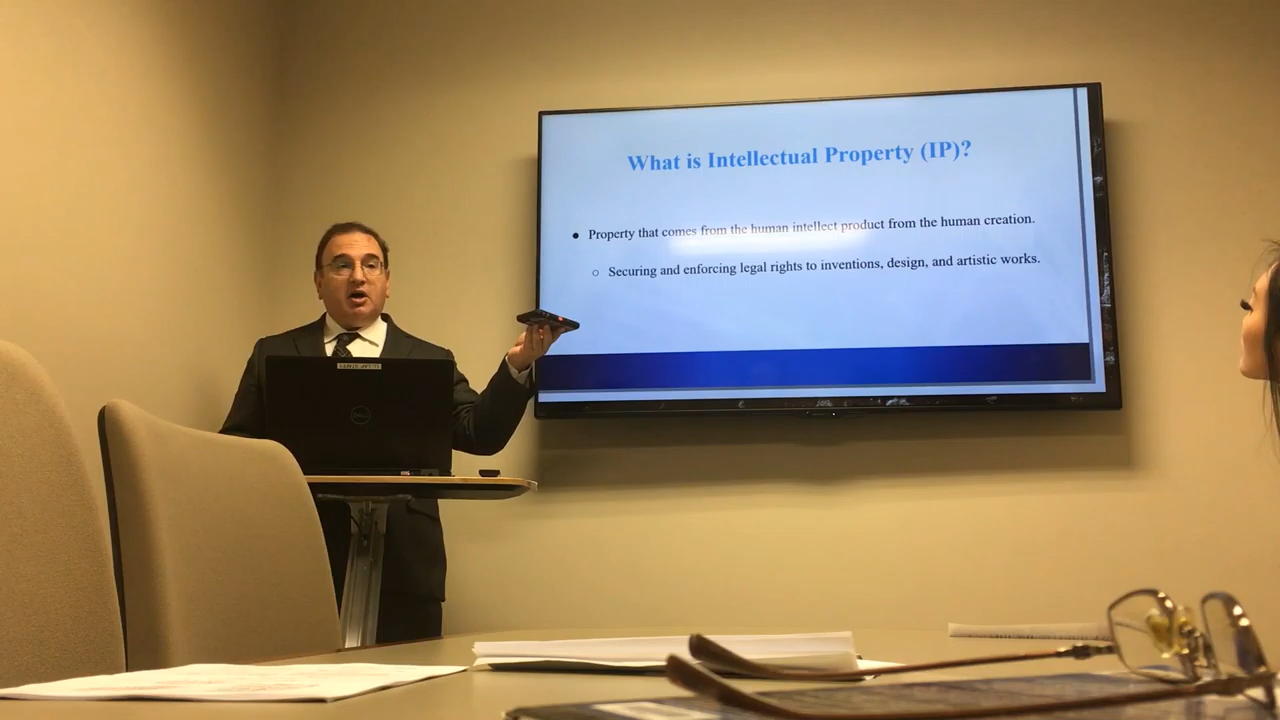 What is Intellectual Property (IP)?
● Property that comes from the human intellect product from the human creation.
○ Securing and enforcing legal rights to inventions, design, and artistic works.
DELL